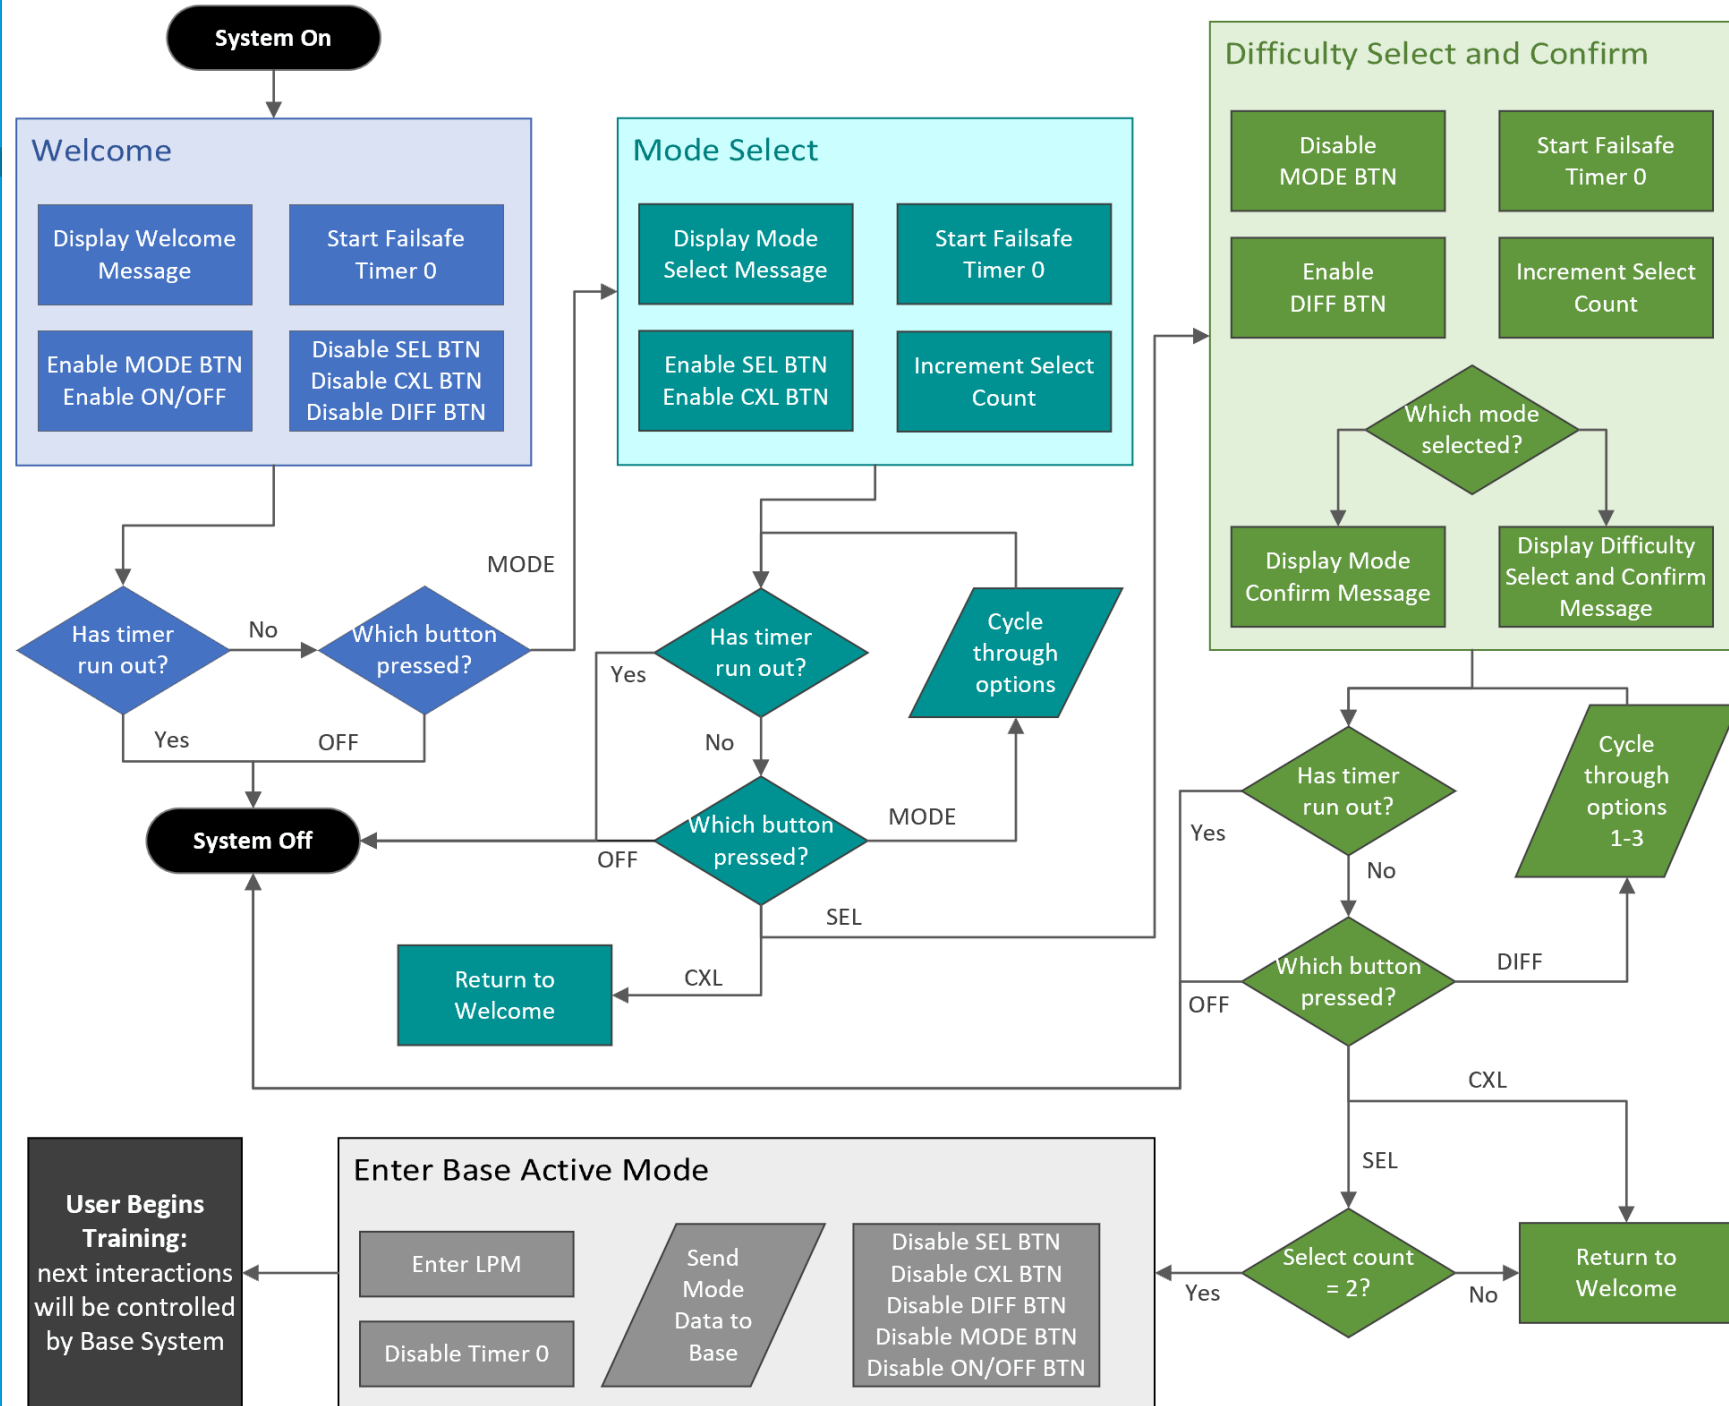 System On
Welcome
Display Welcome
Message
Start Failsafe
Timer 0
Enable MODE BTN
Enable ON/OFF
Disable SEL BTN
Disable CXL BTN
Disable DIFF BTN
Has timer
run out?
No
Which button
pressed?
MODE
Yes
OFF
System Off
Mode Select
Display Mode
Select Message
Start Failsafe
Timer 0
Enable SEL BTN
Enable CXL BTN
Increment Select
Count
Has timer
run out?
Yes
No
Cycle
through
options
Which button
pressed?
MODE
OFF
SEL
CXL
Return to
Welcome
Difficulty Select and Confirm
Disable
MODE BTN
Start Failsafe
Timer 0
Enable
DIFF BTN
Increment Select
Count
Which mode
selected?
Display Mode
Confirm Message
Display Difficulty
Select and Confirm
Message
Has timer
run out?
Yes
No
Cycle
through
options
1-3
Which button
pressed?
DIFF
OFF
CXL
SEL
Select count
= 2?
Yes
No
Return to
Welcome
Enter Base Active Mode
Enter LPM
Disable Timer 0
Send
Mode
Data to
Base
Disable SEL BTN
Disable CXL BTN
Disable DIFF BTN
Disable MODE BTN
Disable ON/OFF BTN
User Begins
Training:
next interactions
will be controlled
by Base System